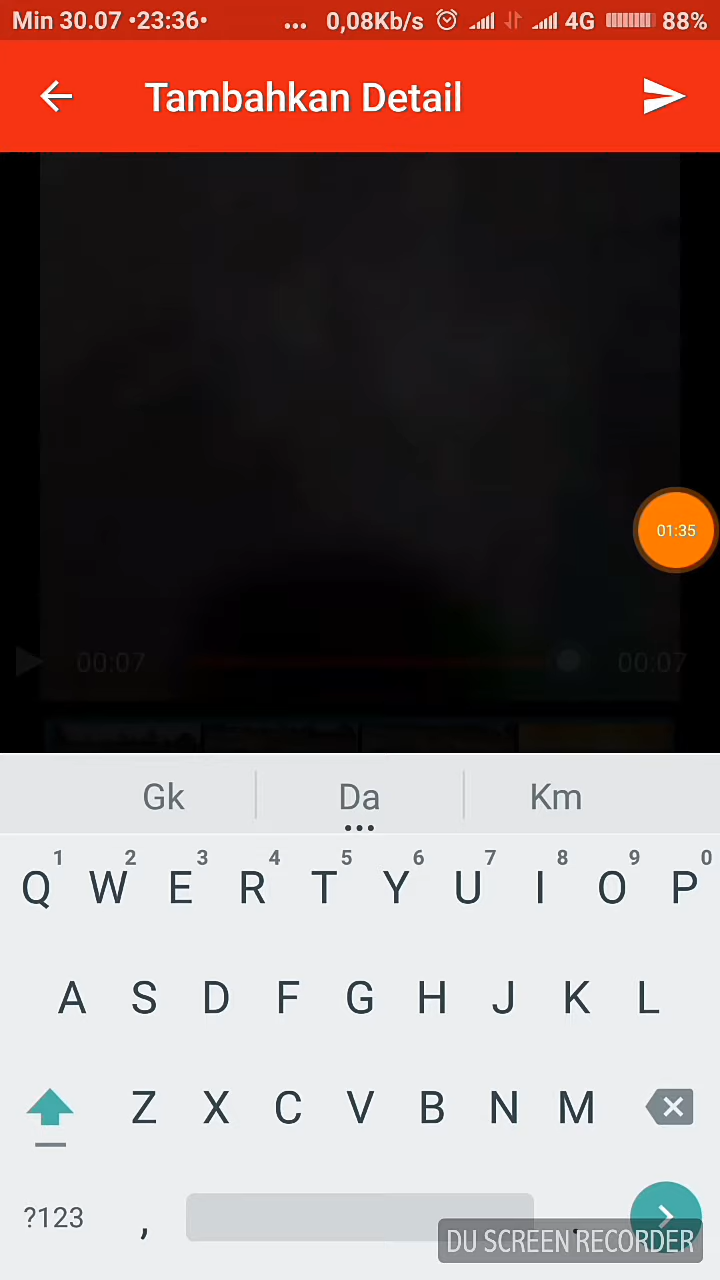 Min 30.07 •23:36• ... 0,08Kb/s 4G 88%
Tambahkan Detail
01:35
00:07 00:07
Gk Da Km
1 2 3 4 5 6 7 8 9 0
Q W E R T Y U I O P
A S D F G H J K L
Z X C V B N M
?123 , .
DU SCREEN RECORDER